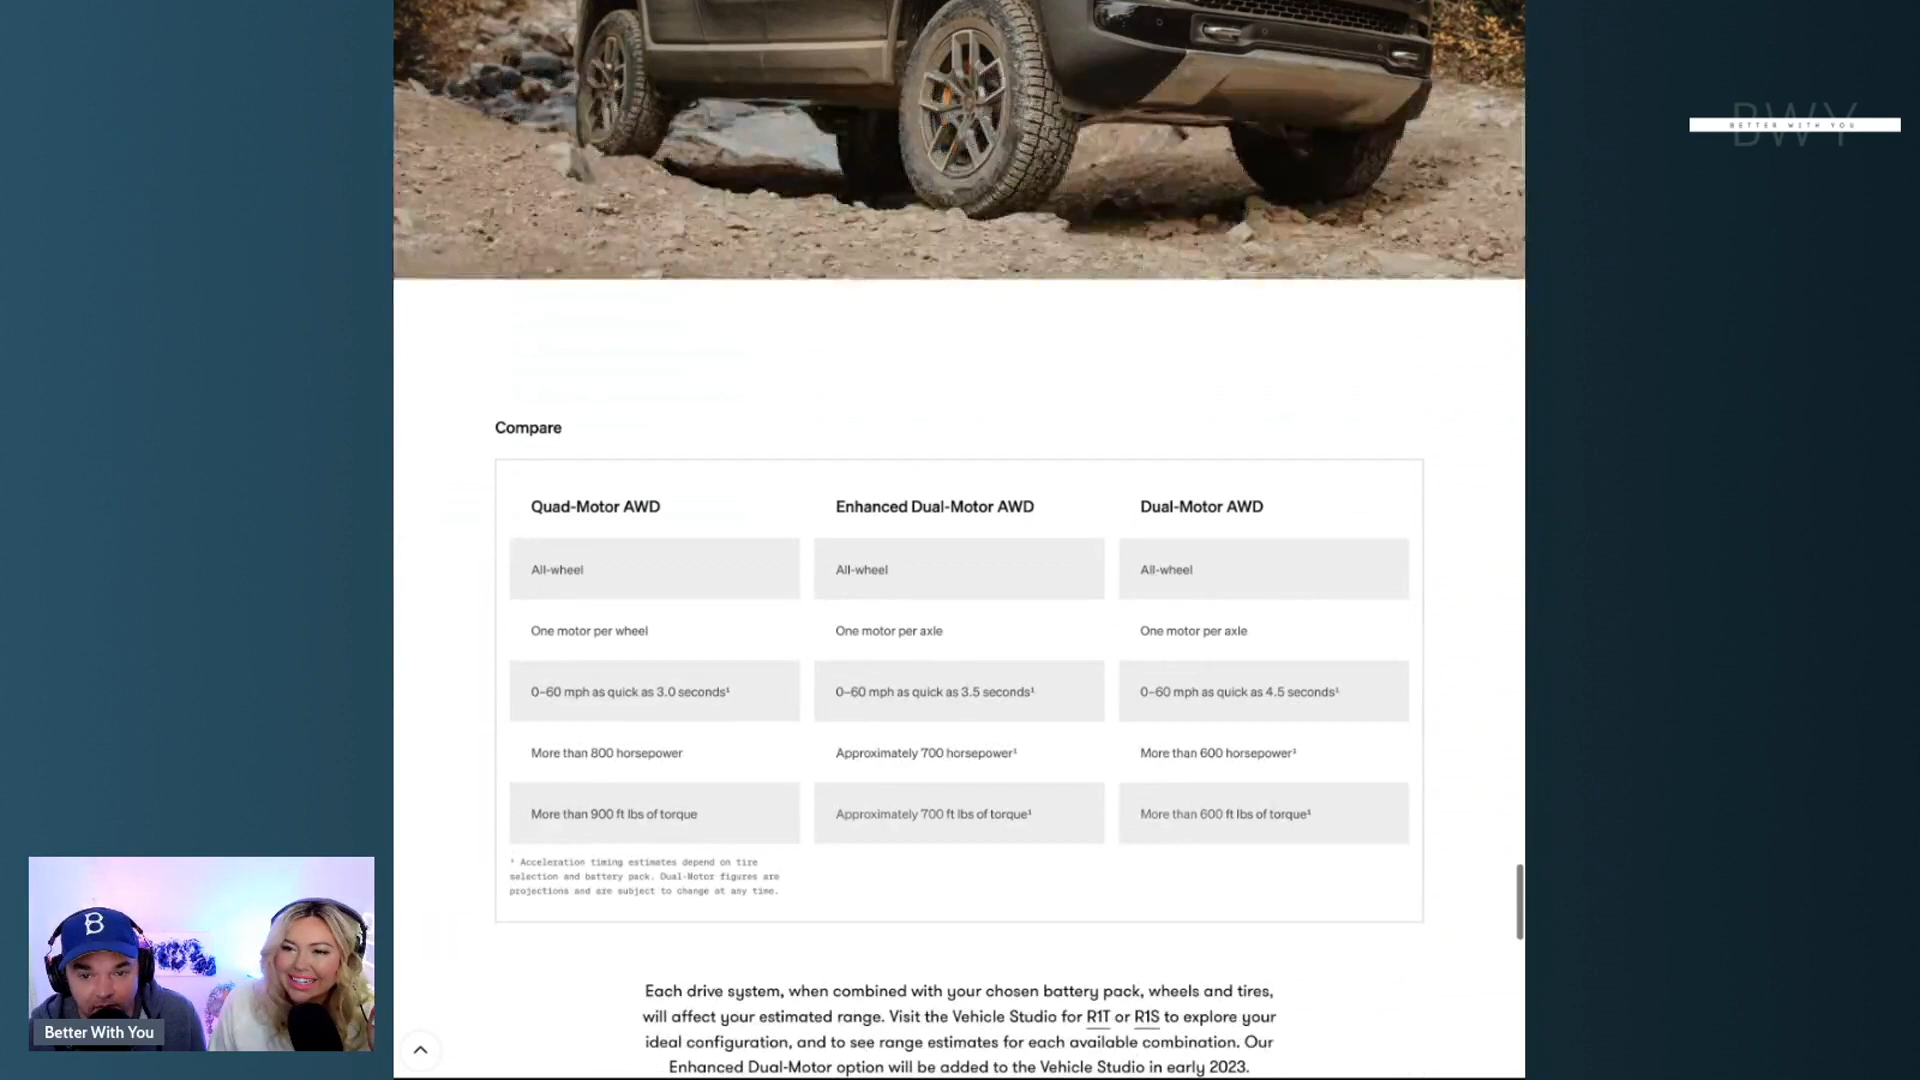 BWY
BETTER WITH YOU
Compare
Quad-Motor AWD
Enhanced Dual-Motor AWD
Dual-Motor AWD
All-wheel
All-wheel
All-wheel
One motor per wheel
One motor per axle
One motor per axle
0–60 mph as quick as 3.0 seconds¹
0–60 mph as quick as 3.5 seconds¹
0–60 mph as quick as 4.5 seconds¹
More than 800 horsepower
Approximately 700 horsepower¹
More than 600 horsepower¹
More than 900 ft lbs of torque
Approximately 700 ft lbs of torque¹
More than 600 ft lbs of torque¹
¹ Acceleration timing estimates depend on tire
selection and battery pack. Dual-Motor figures are
projections and are subject to change at any time.
Each drive system, when combined with your chosen battery pack, wheels and tires,
will affect your estimated range. Visit the Vehicle Studio for R1T or R1S to explore your
ideal configuration, and to see range estimates for each available combination. Our
Enhanced Dual-Motor option will be added to the Vehicle Studio in early 2023.
B
Better With You